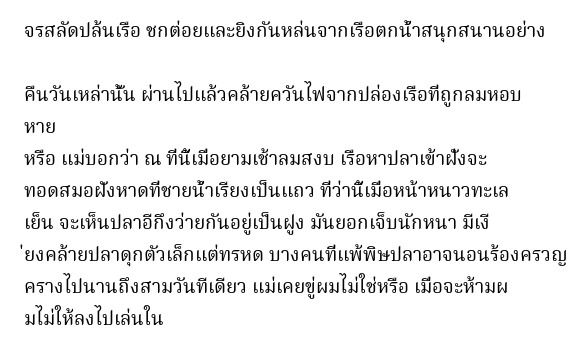 จรสลัดปล้นเรือ ชกต่อยและยิงกันหล่นจากเรือตกน้ำสนุกสนานอย่าง
คืนวันเหล่านั้น ผ่านไปแล้วคล้ายควันไฟจากปล่องเรือที่ถูกลมหอบ
หาย
หรือ แม่บอกว่า ณ ที่นี้เมื่อยามเช้าลมสงบ เรือหาปลาเข้าฝั่งจะ
ทอดสมอฝั่งหาดที่ชายน้ำเรียงเป็นแถว ที่ว่านี้เมื่อหน้าหนาวทะเล
เย็น จะเห็นปลาอีกึงว่ายกันอยู่เป็นฝูง มันยอกเจ็บนักหนา มีเงี
่ยงคล้ายปลาดุกตัวเล็กแต่ทรหด บางคนที่แพ้พิษปลาอาจนอนร้องครวญ
ครางไปนานถึงสามวันทีเดียว แม่เคยขู่ผมไม่ใช่หรือ เมื่อจะห้ามผ
มไม่ให้ลงไปเล่นใน